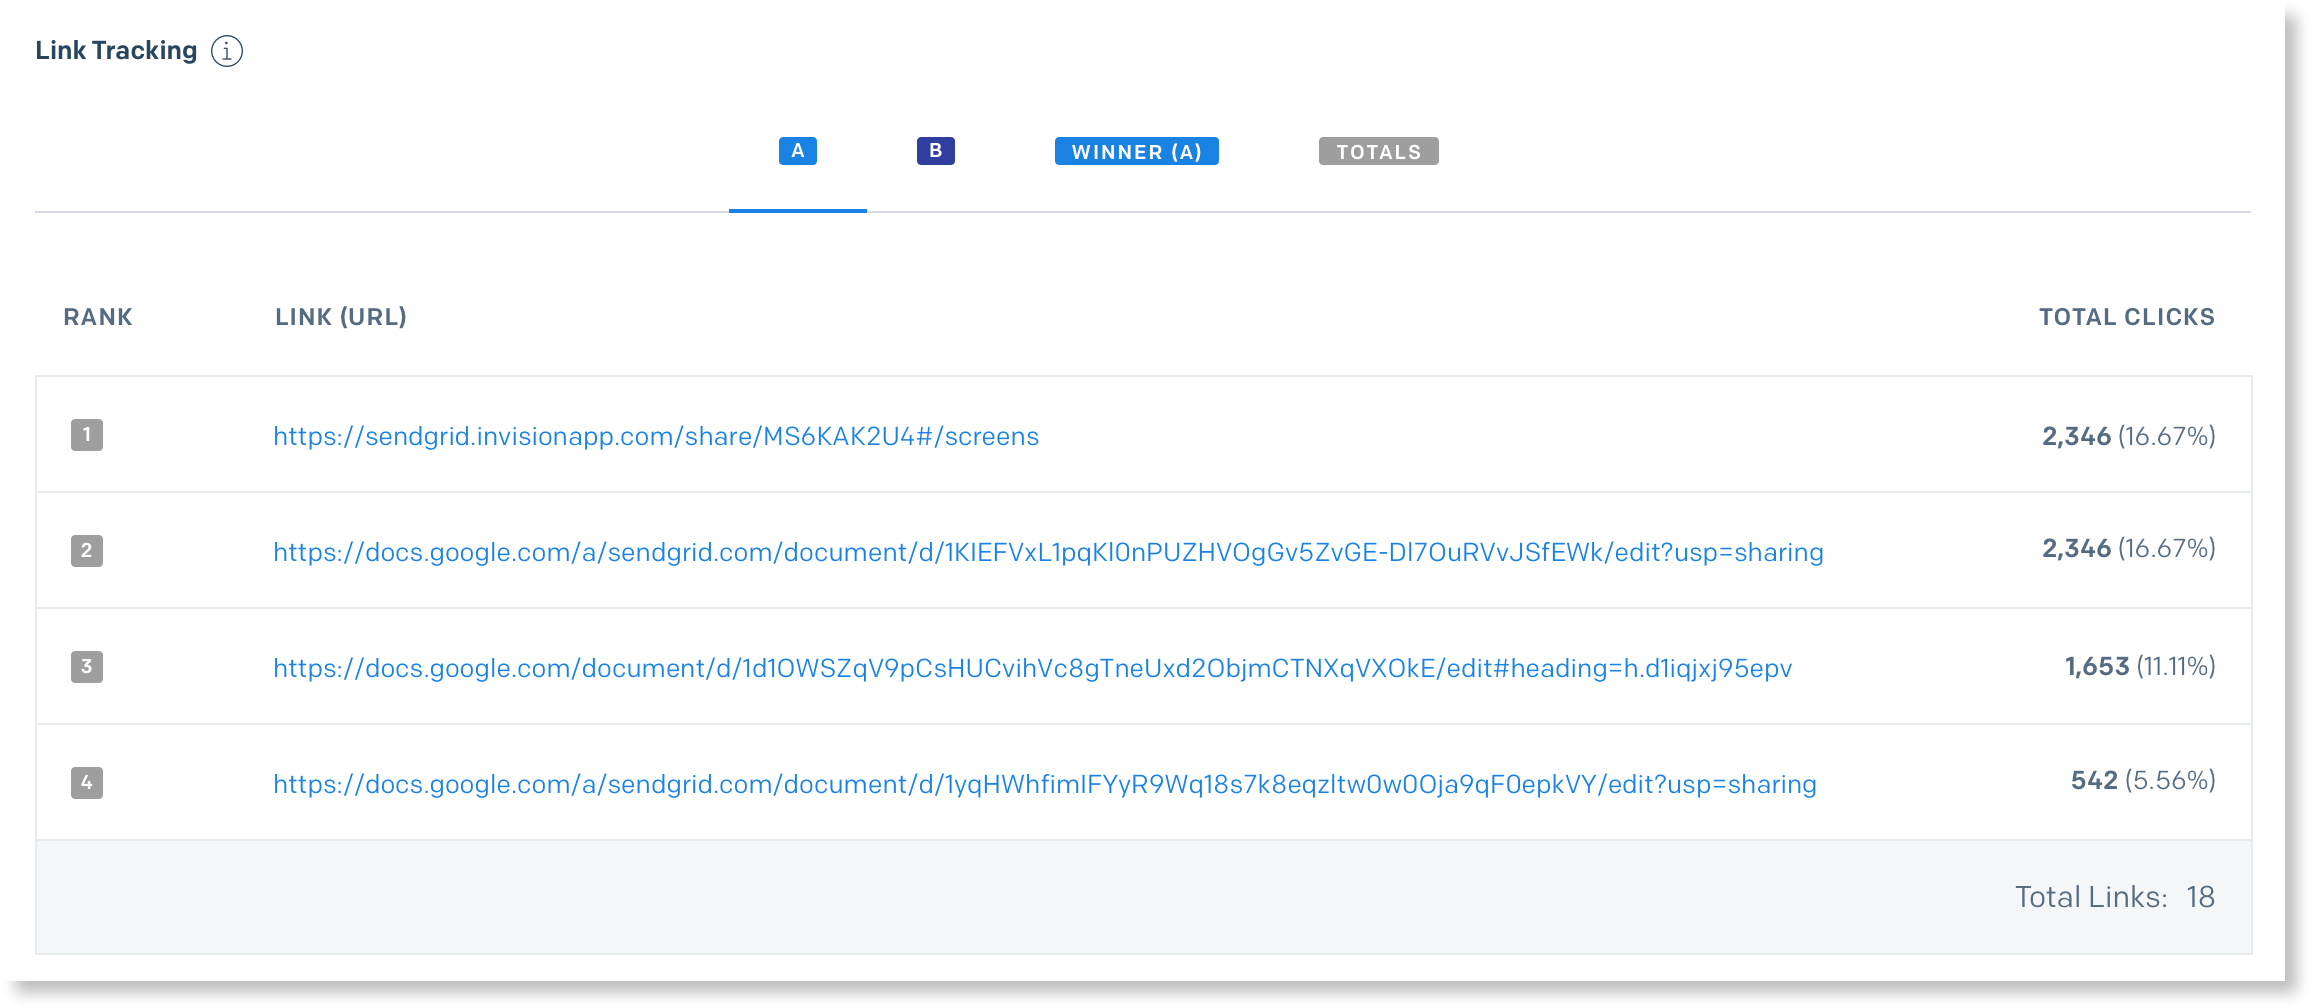 Link Tracking
A B WINNER (A) TOTALS
RANK LINK (URL) TOTAL CLICKS
1 https://sendgrid.invisionapp.com/share/MS6KAK2U4#/screens 2,346 (16.67%)
2 https://docs.google.com/a/sendgrid.com/document/d/1KIEFVxL1pqKl0nPUZHVOgGv5ZvGE-Dl7OuRVvJSfEWk/edit?usp=sharing 2,346 (16.67%)
3 https://docs.google.com/document/d/1d1OWSZqV9pCsHUCvihVc8gTneUxd2ObjmCTNXqVXOkE/edit#heading=h.d1iqjxj95epv 1,653 (11.11%)
4 https://docs.google.com/a/sendgrid.com/document/d/1yqHWhfimIFYyR9Wq18s7k8eqzltw0w0Oja9qF0epkVY/edit?usp=sharing 542 (5.56%)
Total Links: 18